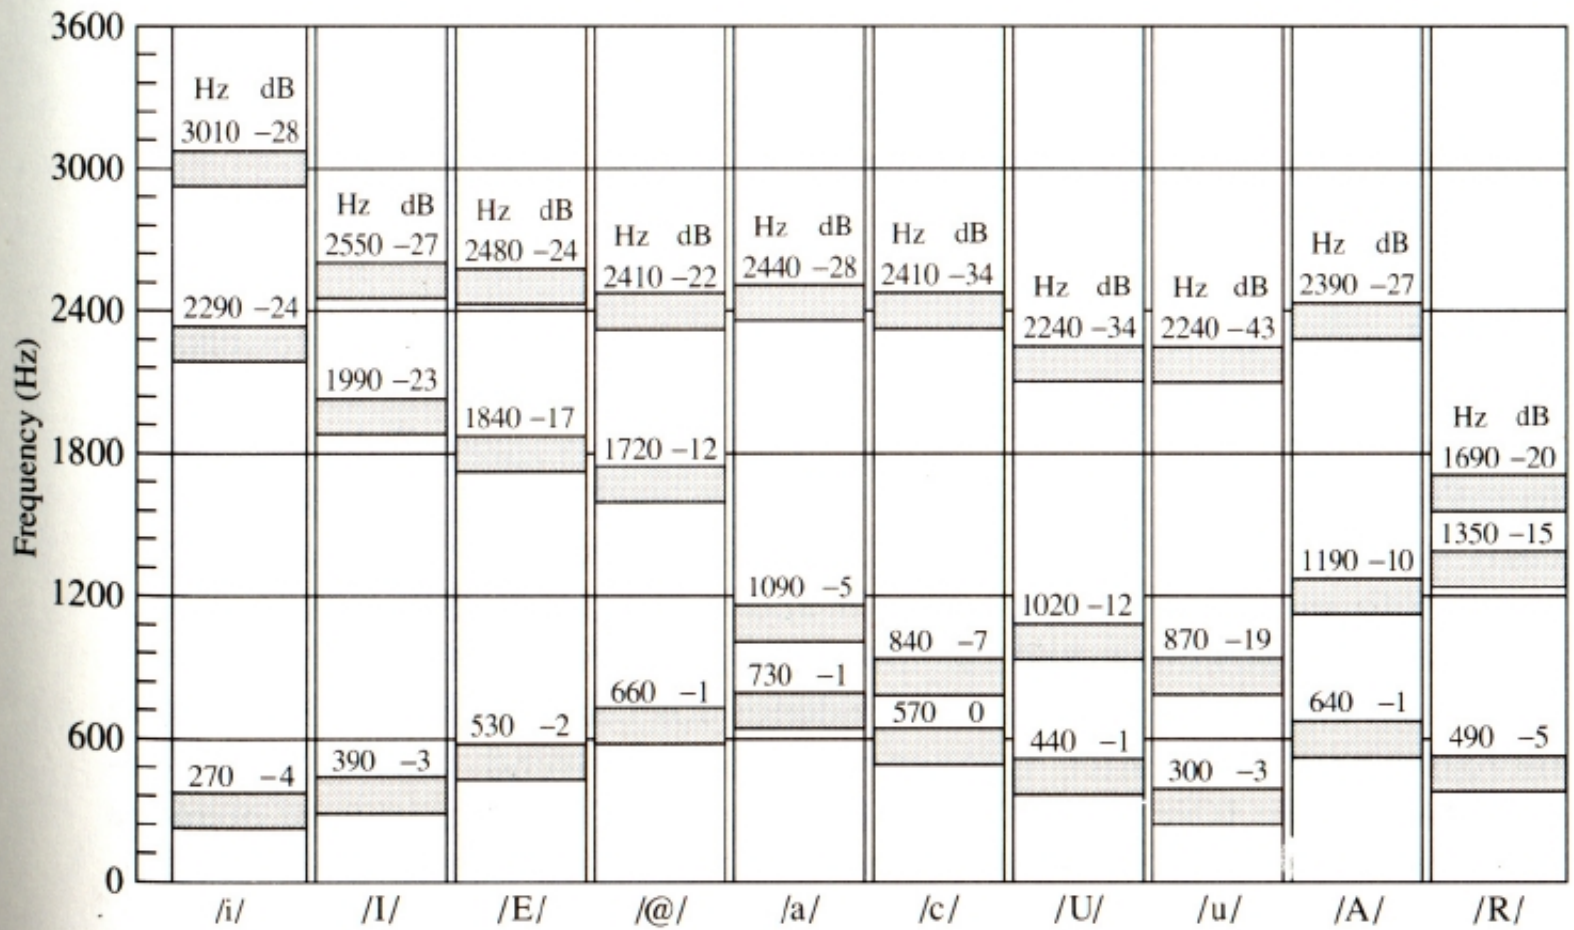 3600
3000
2400
1800
1200
600
0
Frequency (Hz)
Hz dB
3010 –28
2290 –24
270 –4
/i/
Hz dB
2550 –27
1990 –23
390 –3
/I/
Hz dB
2480 –24
1840 –17
530 –2
/E/
Hz dB
2410 –22
1720 –12
660 –1
/@/
Hz dB
2440 –28
1090 –5
730 –1
/a/
Hz dB
2410 –34
840 –7
570 0
/c/
Hz dB
2240 –34
1020 –12
440 –1
/U/
Hz dB
2240 –43
870 –19
300 –3
/u/
Hz dB
2390 –27
1190 –10
640 –1
/A/
Hz dB
1690 –20
1350 –15
490 –5
/R/